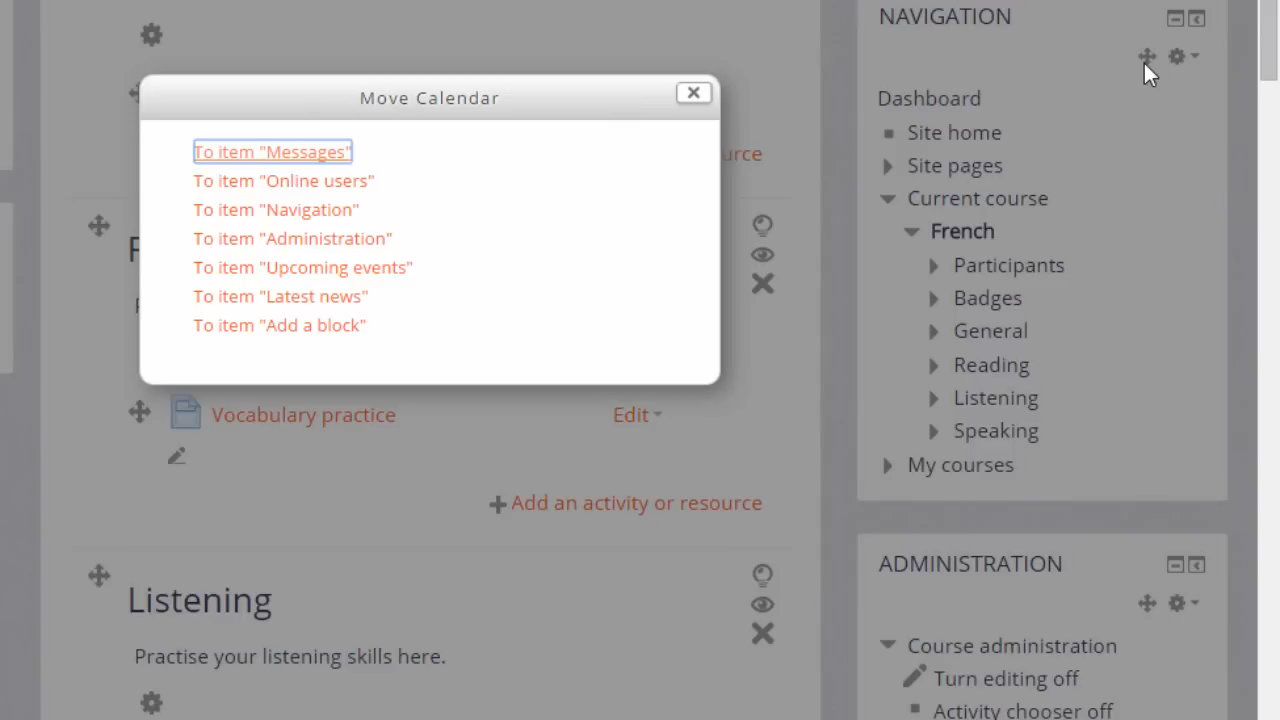 NAVIGATION
Move Calendar
To item "Messages"
To item "Online users"
To item "Navigation"
To item "Administration"
To item "Upcoming events"
To item "Latest news"
To item "Add a block"
Vocabulary practice
Edit
Add an activity or resource
Listening
Practise your listening skills here.
Dashboard
Site home
Site pages
Current course
French
Participants
Badges
General
Reading
Listening
Speaking
My courses
ADMINISTRATION
Course administration
Turn editing off
Activity chooser off